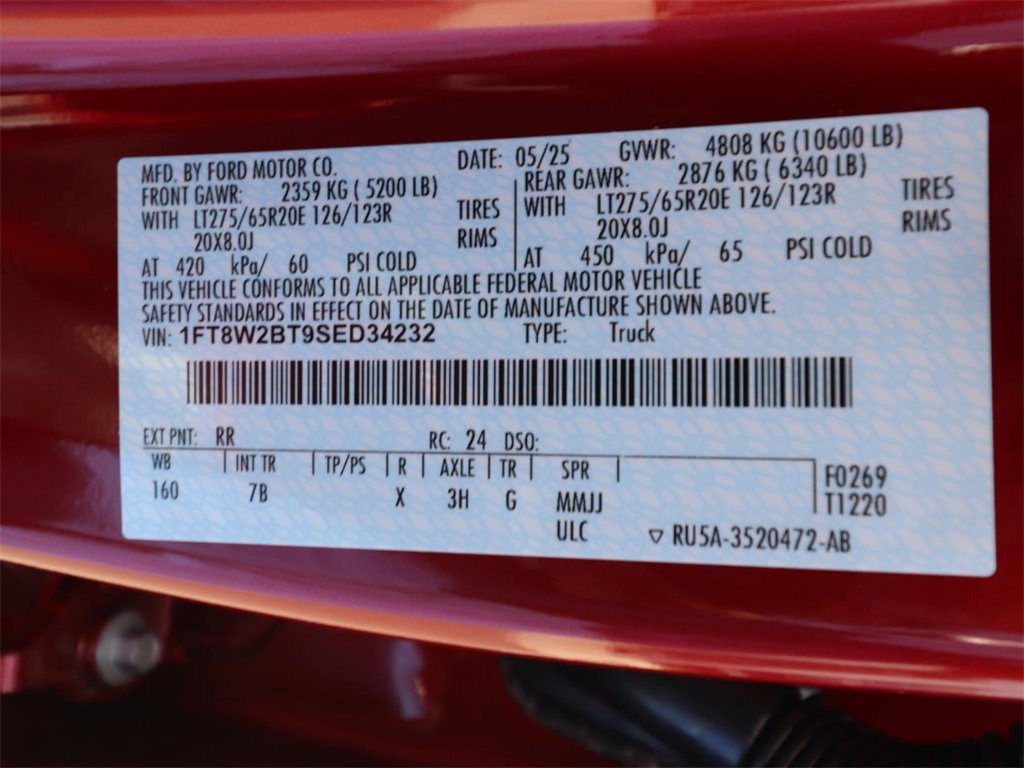 MFD. BY FORD MOTOR CO. DATE: 05/25 GVWR: 4808 KG (10600 LB)
FRONT GAWR: 2359 KG ( 5200 LB) REAR GAWR: 2876 KG ( 6340 LB)
WITH LT275/65R20E 126/123R TIRES WITH LT275/65R20E 126/123R TIRES
20X8.0J RIMS 20X8.0J RIMS
AT 420 kPa/ 60 PSI COLD AT 450 kPa/ 65 PSI COLD
THIS VEHICLE CONFORMS TO ALL APPLICABLE FEDERAL MOTOR VEHICLE
SAFETY STANDARDS IN EFFECT ON THE DATE OF MANUFACTURE SHOWN ABOVE.
VIN: 1FT8W2BT9SED34232 TYPE: Truck
EXT PNT: RR RC: 24 DSO:
WB INT TR TP/PS R AXLE TR SPR F0269
160 7B X 3H G MMJJ T1220
ULC RU5A-3520472-AB